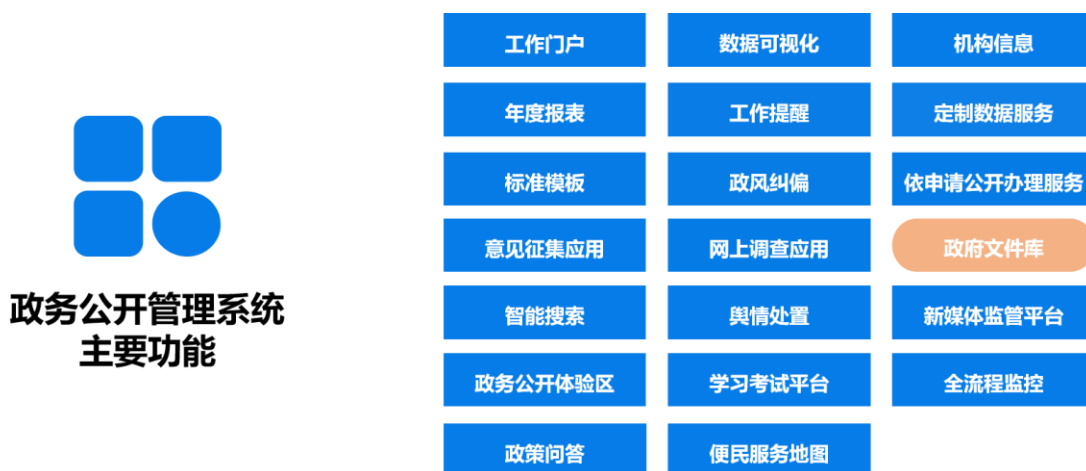 政务公开管理系统
主要功能
工作门户
数据可视化
机构信息
年度报表
工作提醒
定制数据服务
标准模板
政风纠偏
依申请公开办理服务
意见征集应用
网上调查应用
政府文件库
智能搜索
舆情处置
新媒体监管平台
政务公开体验区
学习考试平台
全流程监控
政策问答
便民服务地图